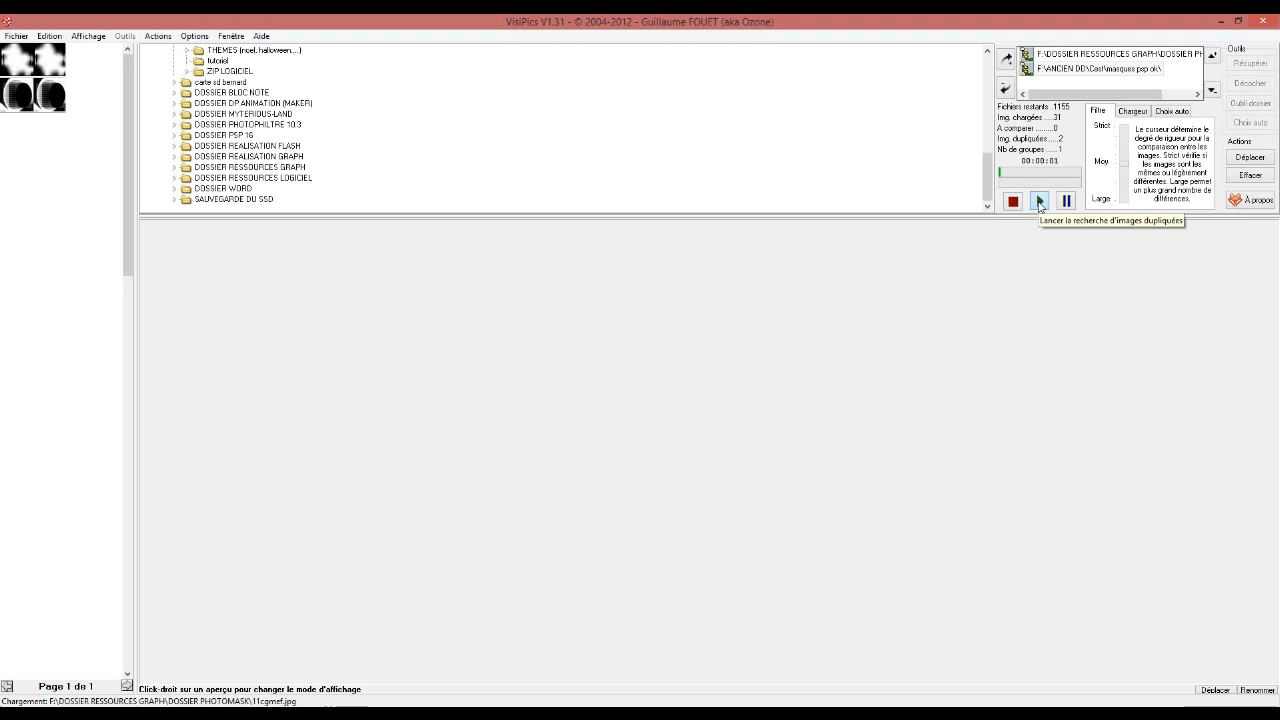 VisiPics V1.31 - © 2004-2012 - Guillaume FOUET (aka Ozone)
Fichier Edition Affichage Outils Actions Options Fenêtre Aide
THEMES (noel, halloween....)
tutoriel
ZIP LOGICIEL
carte sd bernard
DOSSIER BLOC NOTE
DOSSIER DP ANIMATION (MAKER)
DOSSIER MYTERIOUS-LAND
DOSSIER PHOTOPHILTRE 10.3
DOSSIER PSP 16
DOSSIER REALISATION FLASH
DOSSIER REALISATION GRAPH
DOSSIER RESSOURCES GRAPH
DOSSIER RESSOURCES LOGICIEL
DOSSIER WORD
SAUVEGARDE DU SSD
F:\DOSSIER RESSOURCES GRAPH\DOSSIER PH
F:\ANCIEN DD\Cast\masques psp ok\
Fichiers restants..1155
Img. chargées.....31
A comparer .........0
Img. dupliquées....2
Nb de groupes......1
00:00:01
Lancer la recherche d'images dupliquées
Filtre Chargeur Choix auto
Strict
Moy.
Large
Le curseur détermine le
degré de rigueur pour la
comparaison entre les
images. Strict vérifie si
les images sont les
mêmes ou légèrement
différentes. Large permet
un plus grand nombre de
différences.
Outils
Récupérer
Décocher
Oubli dossier
Choix auto
Actions
Déplacer
Effacer
A propos
Page 1 de 1
Click-droit sur un aperçu pour changer le mode d'affichage
Déplacer Renommer
Chargement: F:\DOSSIER RESSOURCES GRAPH\DOSSIER PHOTOMASK\11cgmef.jpg